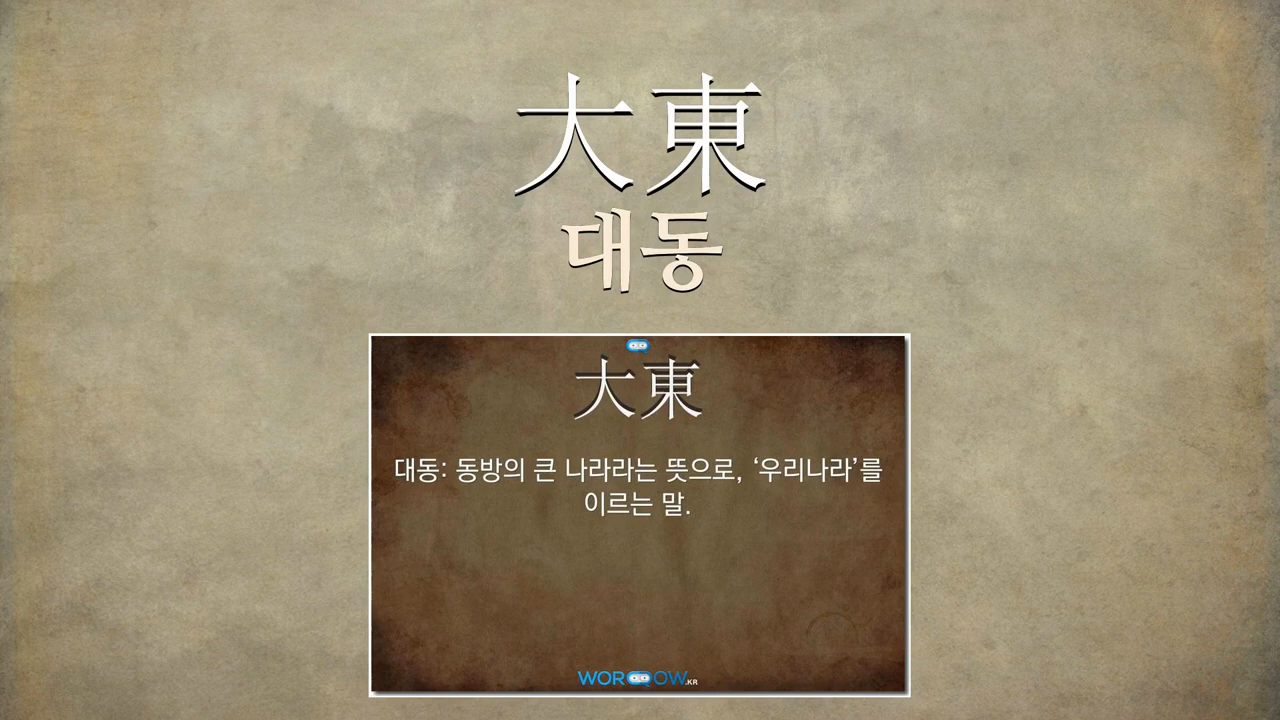 大東
대동
大東
대동: 동방의 큰 나라라는 뜻으로, ‘우리나라’를
이르는 말.
WORQQOW.KR